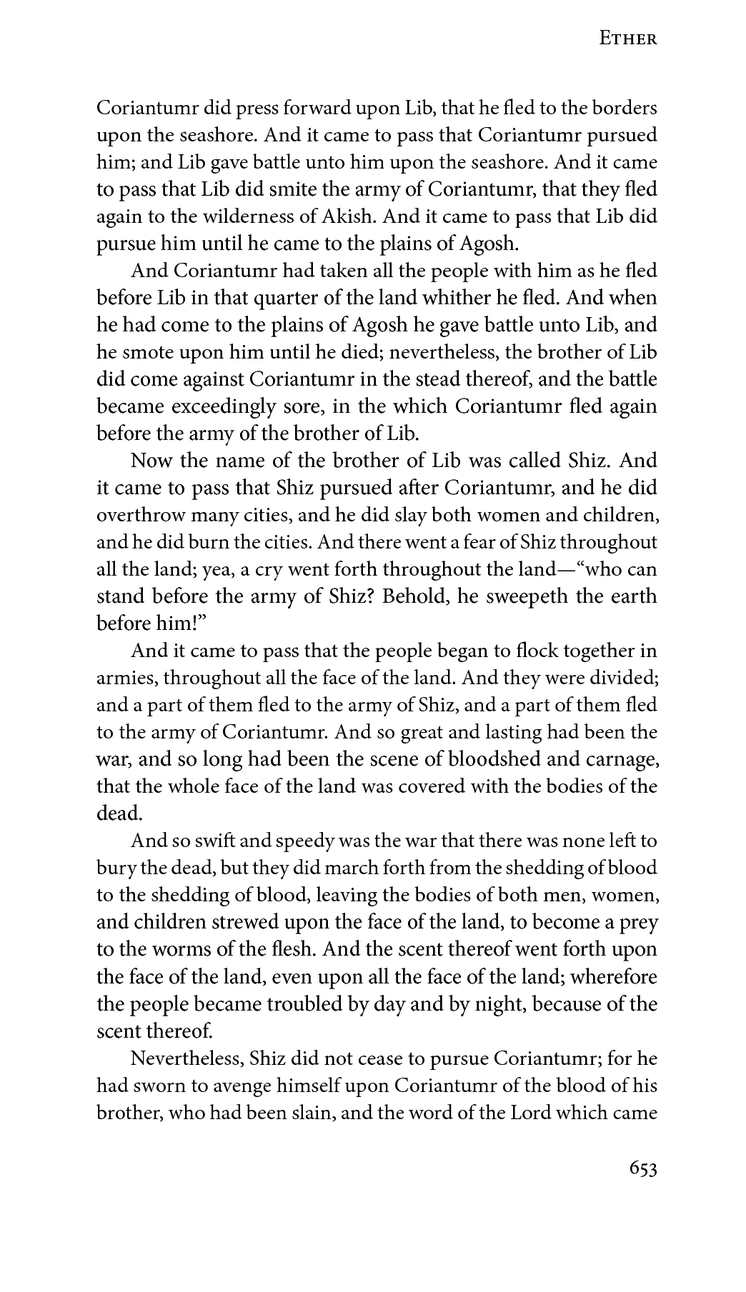 Ether
Coriantumr did press forward upon Lib, that he fled to the borders
upon the seashore. And it came to pass that Coriantumr pursued
him; and Lib gave battle unto him upon the seashore. And it came
to pass that Lib did smite the army of Coriantumr, that they fled
again to the wilderness of Akish. And it came to pass that Lib did
pursue him until he came to the plains of Agosh.
And Coriantumr had taken all the people with him as he fled
before Lib in that quarter of the land whither he fled. And when
he had come to the plains of Agosh he gave battle unto Lib, and
he smote upon him until he died; nevertheless, the brother of Lib
did come against Coriantumr in the stead thereof, and the battle
became exceedingly sore, in the which Coriantumr fled again
before the army of the brother of Lib.
Now the name of the brother of Lib was called Shiz. And
it came to pass that Shiz pursued after Coriantumr, and he did
overthrow many cities, and he did slay both women and children,
and he did burn the cities. And there went a fear of Shiz throughout
all the land; yea, a cry went forth throughout the land—“who can
stand before the army of Shiz? Behold, he sweepeth the earth
before him!”
And it came to pass that the people began to flock together in
armies, throughout all the face of the land. And they were divided;
and a part of them fled to the army of Shiz, and a part of them fled
to the army of Coriantumr. And so great and lasting had been the
war, and so long had been the scene of bloodshed and carnage,
that the whole face of the land was covered with the bodies of the
dead.
And so swift and speedy was the war that there was none left to
bury the dead, but they did march forth from the shedding of blood
to the shedding of blood, leaving the bodies of both men, women,
and children strewed upon the face of the land, to become a prey
to the worms of the flesh. And the scent thereof went forth upon
the face of the land, even upon all the face of the land; wherefore
the people became troubled by day and by night, because of the
scent thereof.
Nevertheless, Shiz did not cease to pursue Coriantumr; for he
had sworn to avenge himself upon Coriantumr of the blood of his
brother, who had been slain, and the word of the Lord which came
653